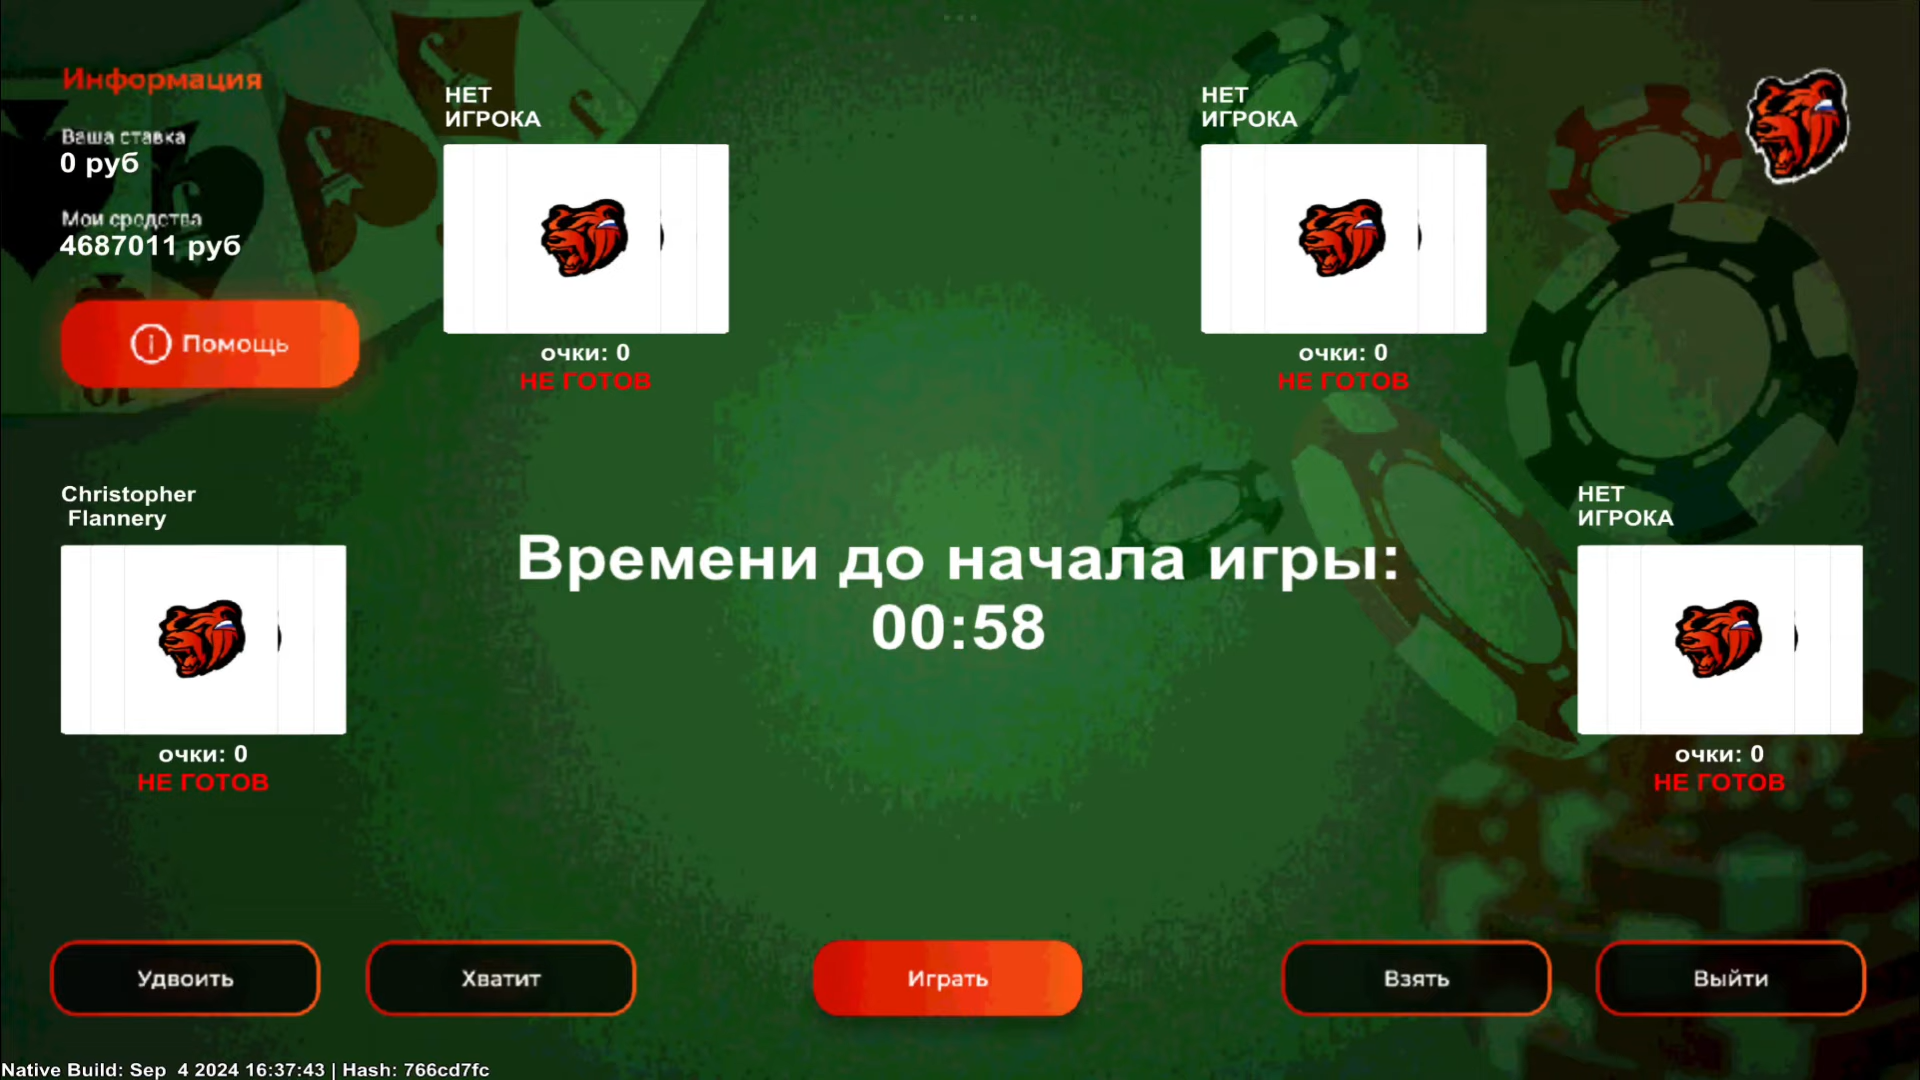 Информация
Ваша ставка
0 руб
Мои сродства
4687011 руб
Помощь
НЕТ
ИГРОКА
очки: 0
НЕ ГОТОВ
НЕТ
ИГРОКА
очки: 0
НЕ ГОТОВ
Christopher
Flannery
очки: 0
НЕ ГОТОВ
Времени до начала игры:
00:58
НЕТ
ИГРОКА
очки: 0
НЕ ГОТОВ
Удвоить
Хватит
Играть
Взять
Выйти
Native Build: Sep 4 2024 16:37:43 | Hash: 766cd7fc